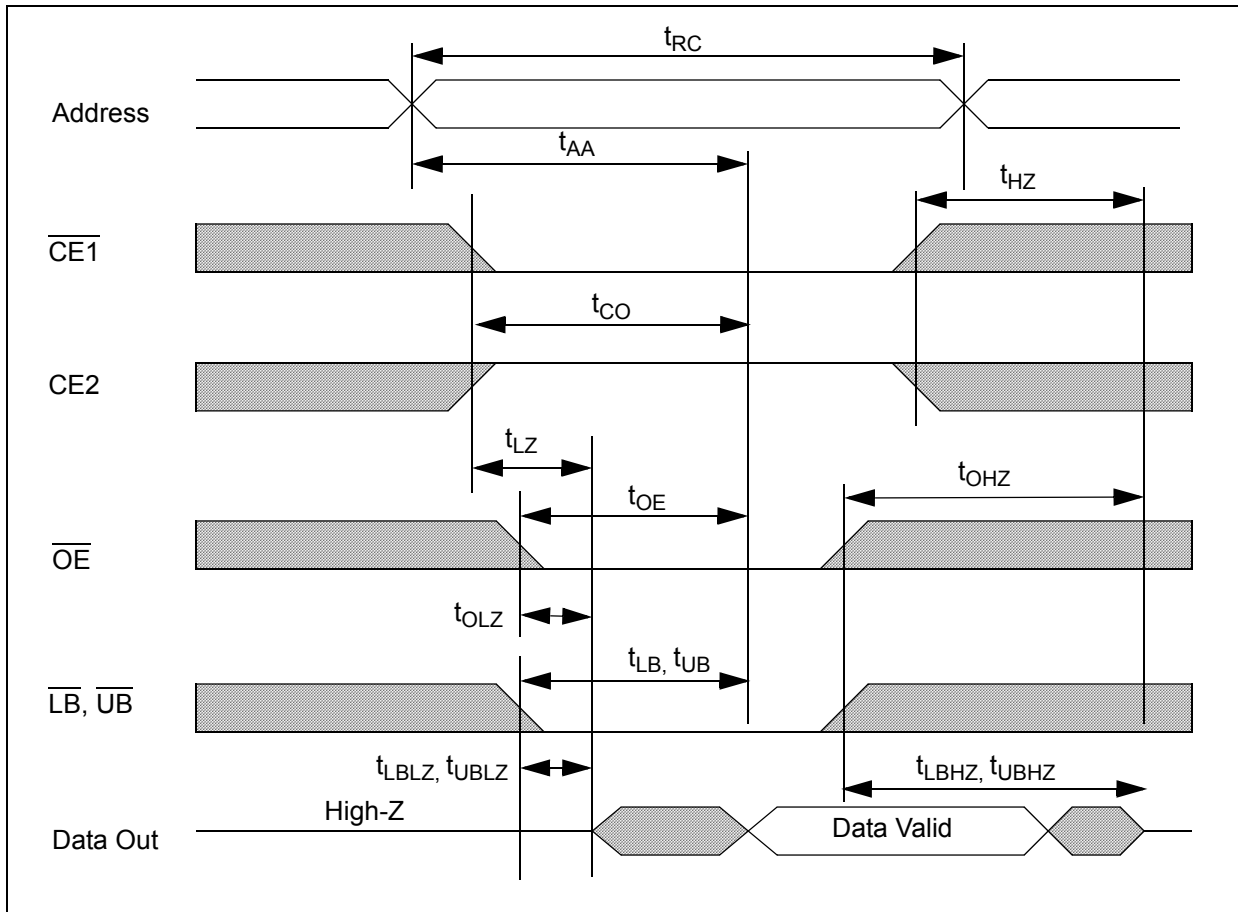 tRC
Address
tAA
tHZ
CE1
tCO
CE2
tLZ
tOHZ
tOE
OE
tOLZ
tLB, tUB
LB, UB
tLBLZ, tUBLZ
tLBHZ, tUBHZ
High-Z
Data Valid
Data Out